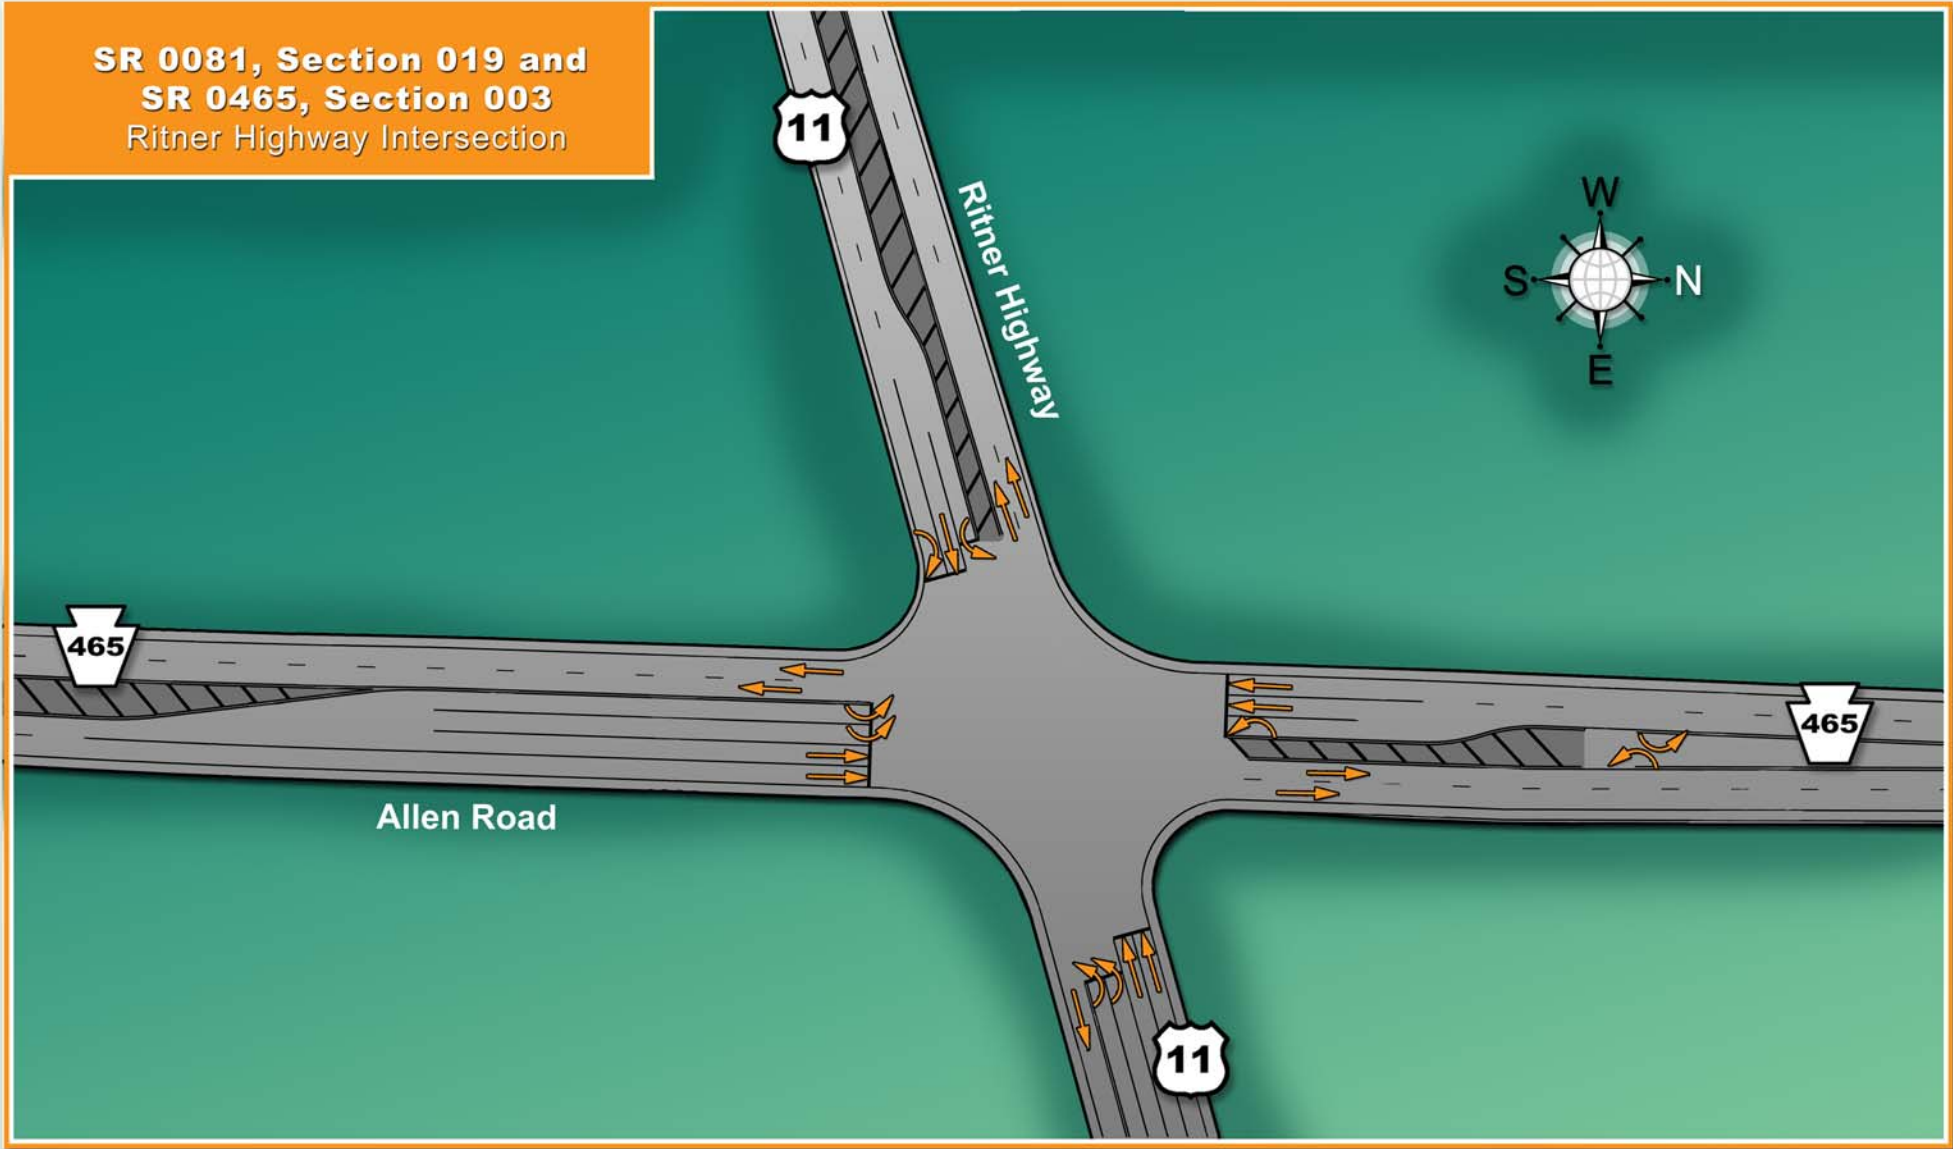 SR 0081, Section 019 and
SR 0465, Section 003
Ritner Highway Intersection
11
Ritner Highway
W
S
N
E
465
465
Allen Road
11